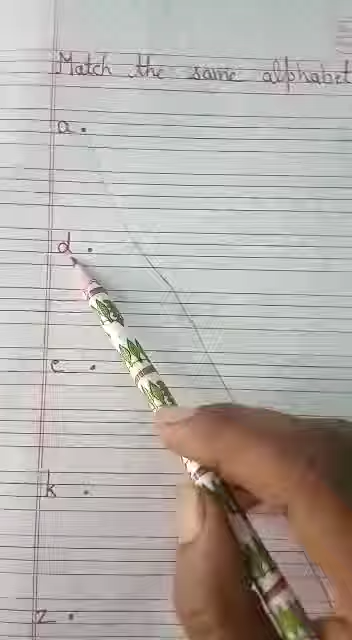 Match the same alphabet
a.
d.
e.
k.
z.